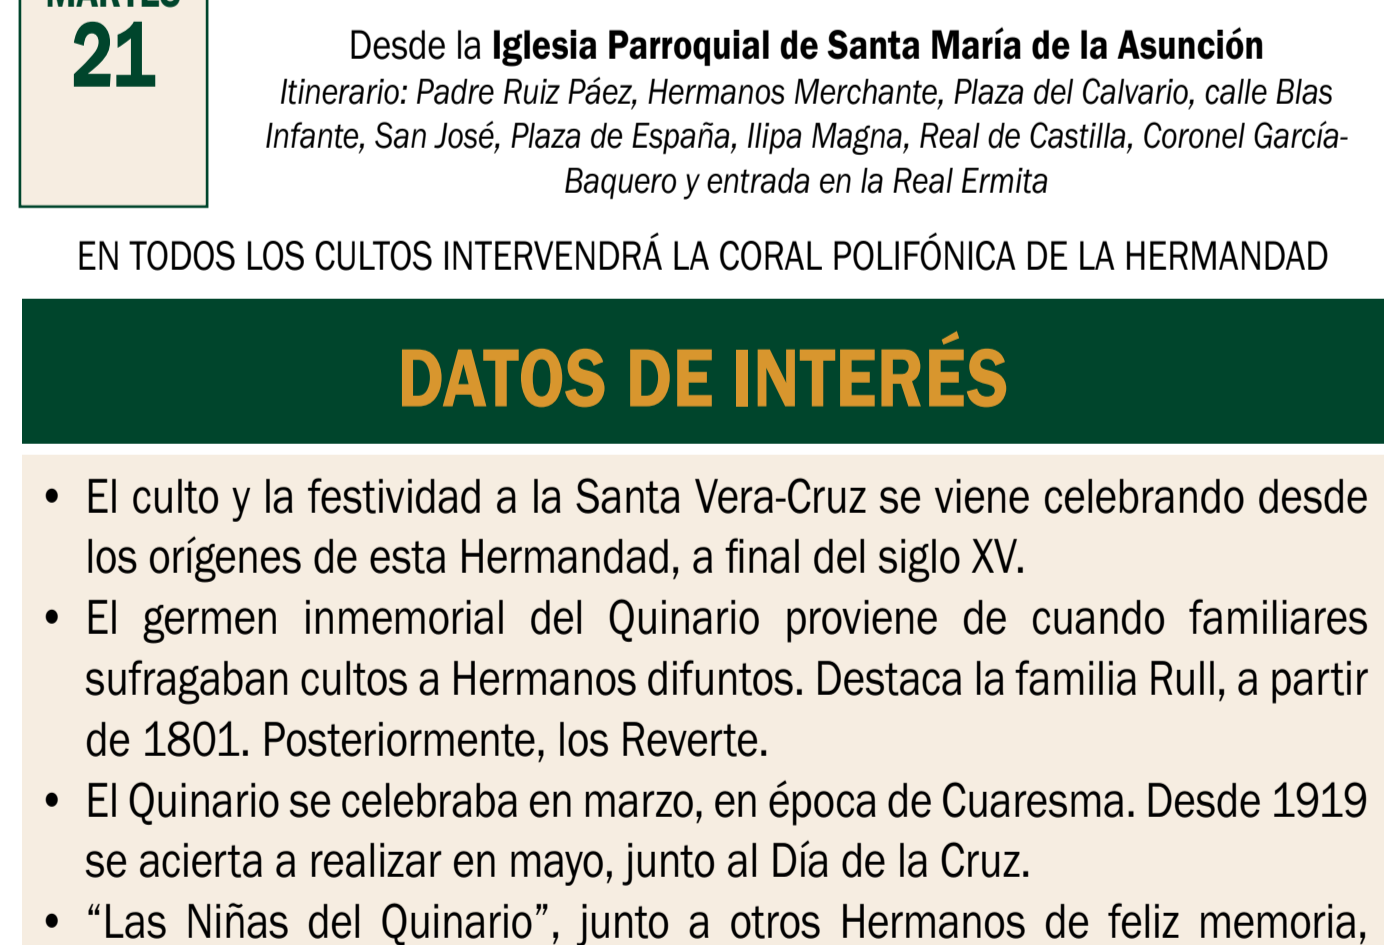 MARTES
21
Desde la Iglesia Parroquial de Santa María de la Asunción
Itinerario: Padre Ruiz Páez, Hermanos Merchante, Plaza del Calvario, calle Blas
Infante, San José, Plaza de España, Ilipa Magna, Real de Castilla, Coronel García-
Baquero y entrada en la Real Ermita
EN TODOS LOS CULTOS INTERVENDRÁ LA CORAL POLIFÓNICA DE LA HERMANDAD
DATOS DE INTERÉS
• El culto y la festividad a la Santa Vera-Cruz se viene celebrando desde
los orígenes de esta Hermandad, a final del siglo XV.
• El germen inmemorial del Quinario proviene de cuando familiares
sufragaban cultos a Hermanos difuntos. Destaca la familia Rull, a partir
de 1801. Posteriormente, los Reverte.
• El Quinario se celebraba en marzo, en época de Cuaresma. Desde 1919
se acierta a realizar en mayo, junto al Día de la Cruz.
• “Las Niñas del Quinario”, junto a otros Hermanos de feliz memoria,